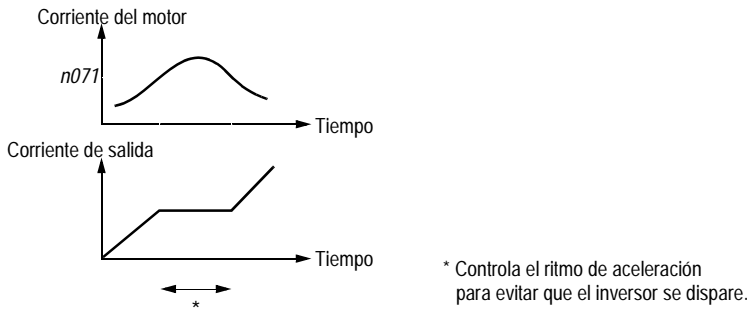 Corriente del motor
n071
Tiempo
Corriente de salida
Tiempo
*
* Controla el ritmo de aceleración
para evitar que el inversor se dispare.